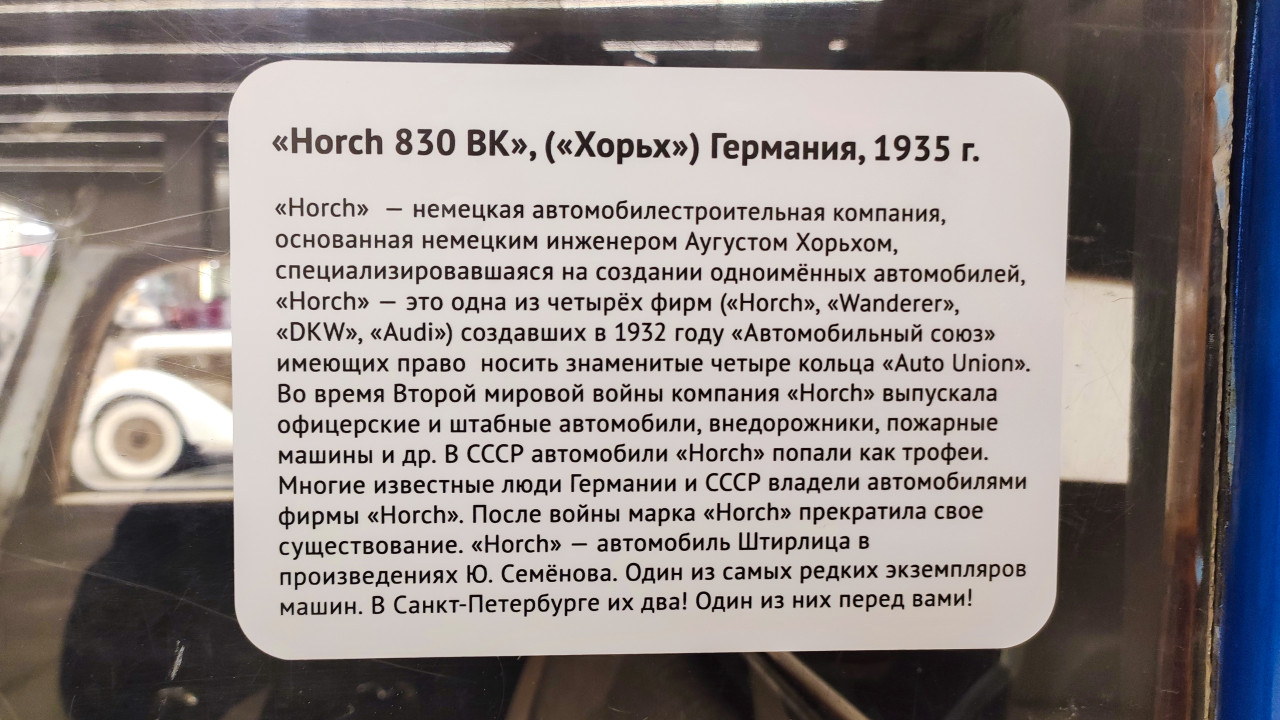 «Horch 830 BK», («Хорьх») Германия, 1935 г.
«Horch» — немецкая автомобилестроительная компания,
основанная немецким инженером Аугустом Хорьхом,
специализировавшаяся на создании одноимённых автомобилей,
«Horch» — это одна из четырёх фирм («Horch», «Wanderer»,
«DKW», «Audi») создавших в 1932 году «Автомобильный союз»
имеющих право носить знаменитые четыре кольца «Auto Union».
Во время Второй мировой войны компания «Horch» выпускала
офицерские и штабные автомобили, внедорожники, пожарные
машины и др. В СССР автомобили «Horch» попали как трофеи.
Многие известные люди Германии и СССР владели автомобилями
фирмы «Horch». После войны марка «Horch» прекратила свое
существование. «Horch» — автомобиль Штирлица в
произведениях Ю. Семёнова. Один из самых редких экземпляров
машин. В Санкт-Петербурге их два! Один из них перед вами!